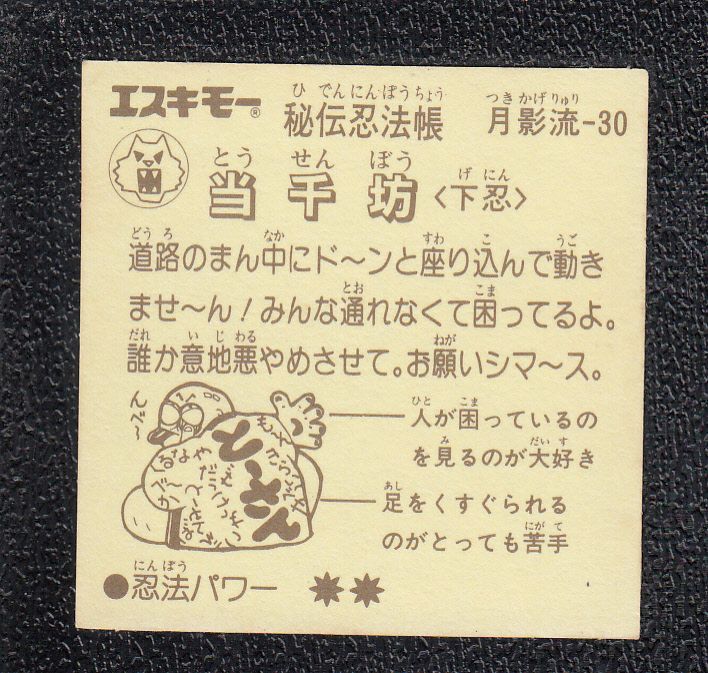 エスキモー® 秘伝忍法帳 月影流-30
ひでんにんぽうちょう つきかげりゅう
とうせんぼう げにん
当千坊〈下忍〉
どうろ なか すわ こ うご
道路のまん中にド〜ンと座り込んで動き
とお こま
ませ〜ん!みんな通れなくて困ってるよ。
だれ いじわる ねが
誰か意地悪やめさせて。お願いシマ〜ス。
〜べん
ひと こま
人が困っているの
み だいす
を見るのが大好き
あし
足をくすぐられる
にがて
のがとっても苦手
にんぽう
●忍法パワー